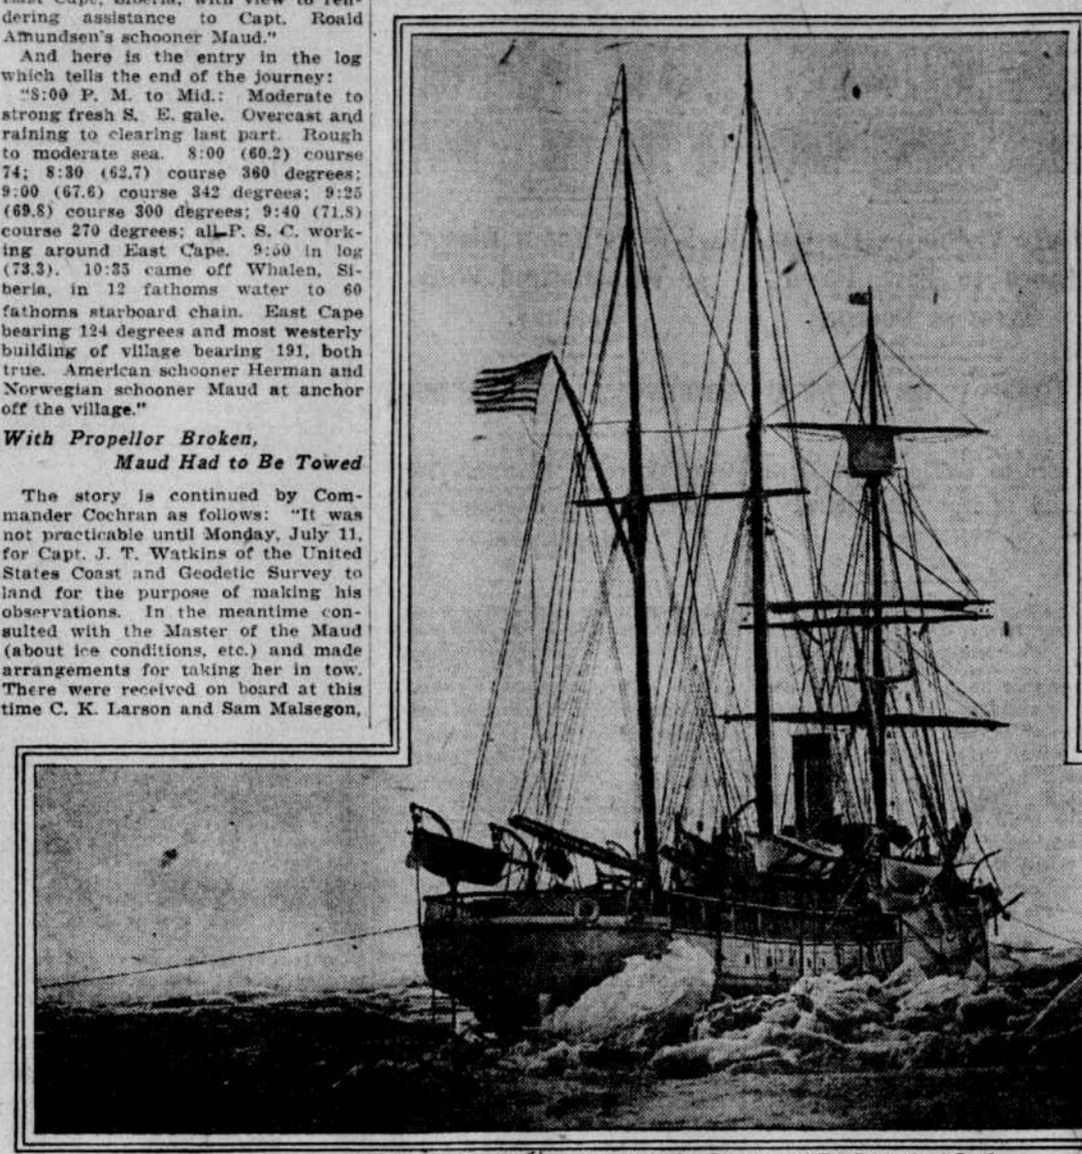 East Cape, Siberia, with view to ren-
dering assistance to Capt. Roald
Amundsen's schooner Maud."
And here is the entry in the log
which tells the end of the journey:
"8:00 P. M. to Mid.: Moderate to
strong fresh S. E. gale. Overcast and
raining to clearing last part. Rough
to moderate sea. 8:00 (60.2) course
74; 8:30 (62.7) course 360 degrees;
9:00 (67.6) course 342 degrees; 9:25
(69.8) course 300 degrees; 9:40 (71.8)
course 270 degrees; all P. S. C. work-
ing around East Cape. 9:50 in log
(73.3). 10:35 came off Whalen, Si-
beria, in 12 fathoms water to 60
fathoms starboard chain. East Cape
bearing 124 degrees and most westerly
building of village bearing 191, both
true. American schooner Herman and
Norwegian schooner Maud at anchor
off the village."
With Propellor Broken,
Maud Had to Be Towed
The story is continued by Com-
mander Cochran as follows: "It was
not practicable until Monday, July 11,
for Capt. J. T. Watkins of the United
States Coast and Geodetic Survey to
land for the purpose of making his
observations. In the meantime con-
sulted with the Master of the Maud
(about ice conditions, etc.) and made
arrangements for taking her in tow.
There were received on board at this
time C. K. Larson and Sam Malsegon,